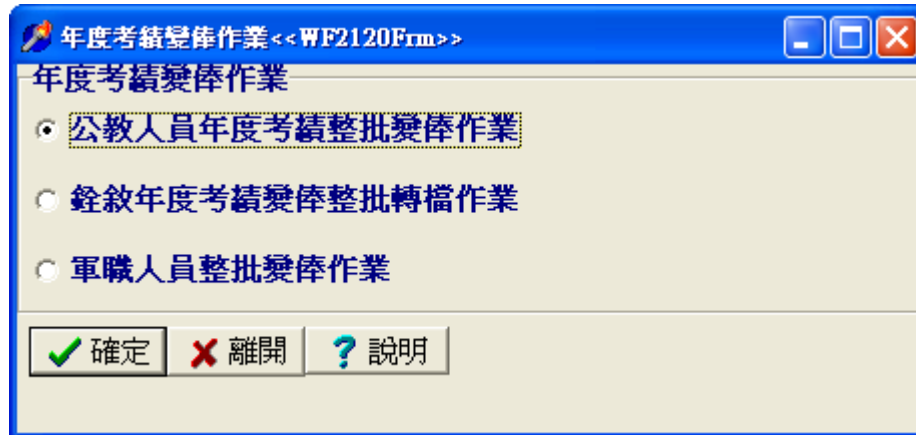 年度考績變俸作業<<WF2120Frm>>
年度考績變俸作業
公教人員年度考績整批變俸作業
銓敘年度考績變俸整批轉檔作業
軍職人員整批變俸作業
確定 離開 ? 說明